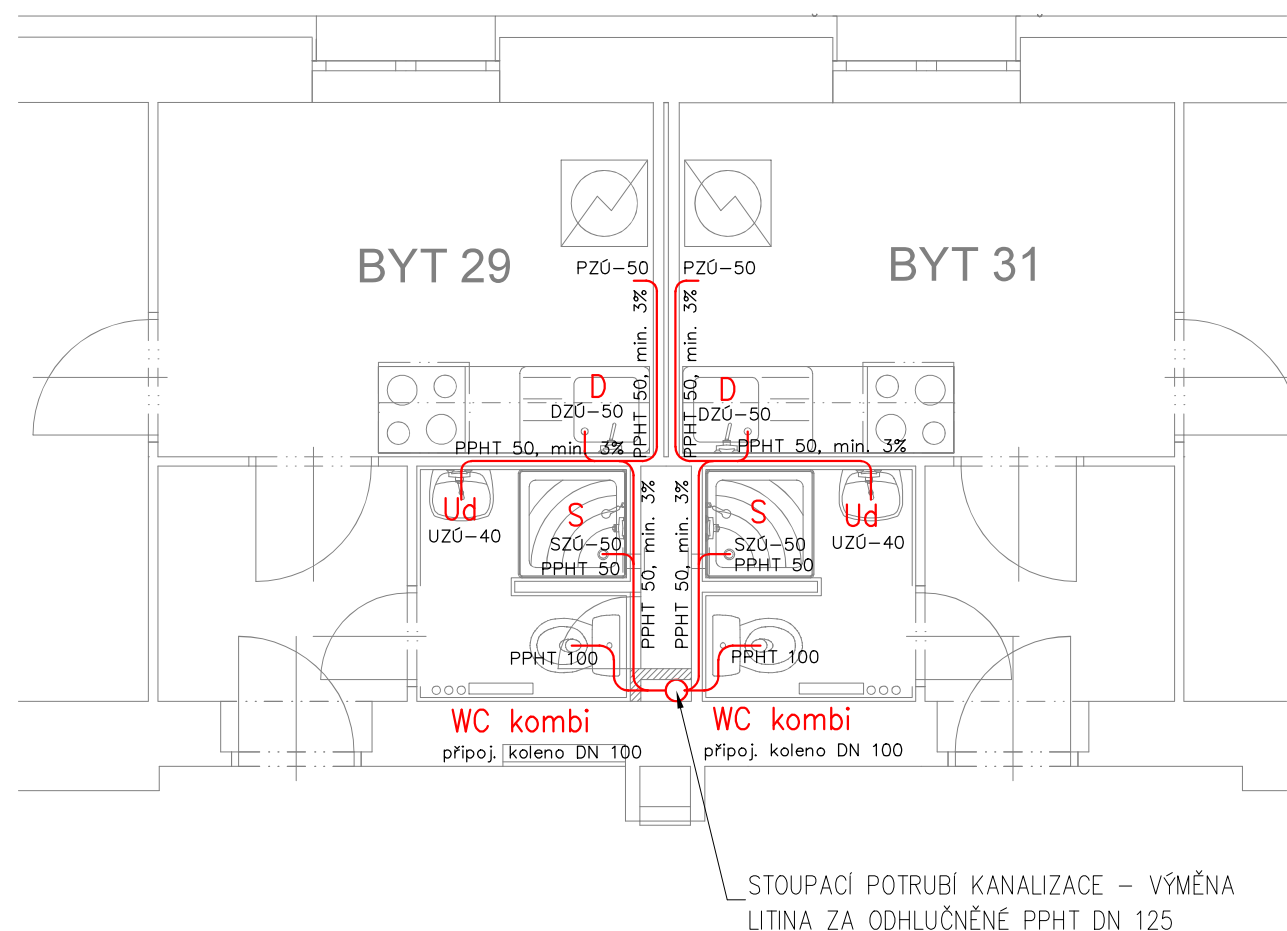 BYT 29
BYT 31
PZÚ-50
PZÚ-50
PPHT 50, min. 3%
PPHT 50, min. 3%
D
DZÚ-50
D
DZÚ-50
PPHT 50, min. 3%
PPHT 50, min. 3%
Ud
UZÚ-40
S
SZÚ-50
PPHT 50
PPHT 50, min. 3%
PPHT 50, min. 3%
S
SZÚ-50
PPHT 50
Ud
UZÚ-40
PPHT 100
PPHT 100
WC kombi
připoj. koleno DN 100
WC kombi
připoj. koleno DN 100
STOUPACÍ POTRUBÍ KANALIZACE – VÝMĚNA
LITINA ZA ODHLUČNĚNÉ PPHT DN 125